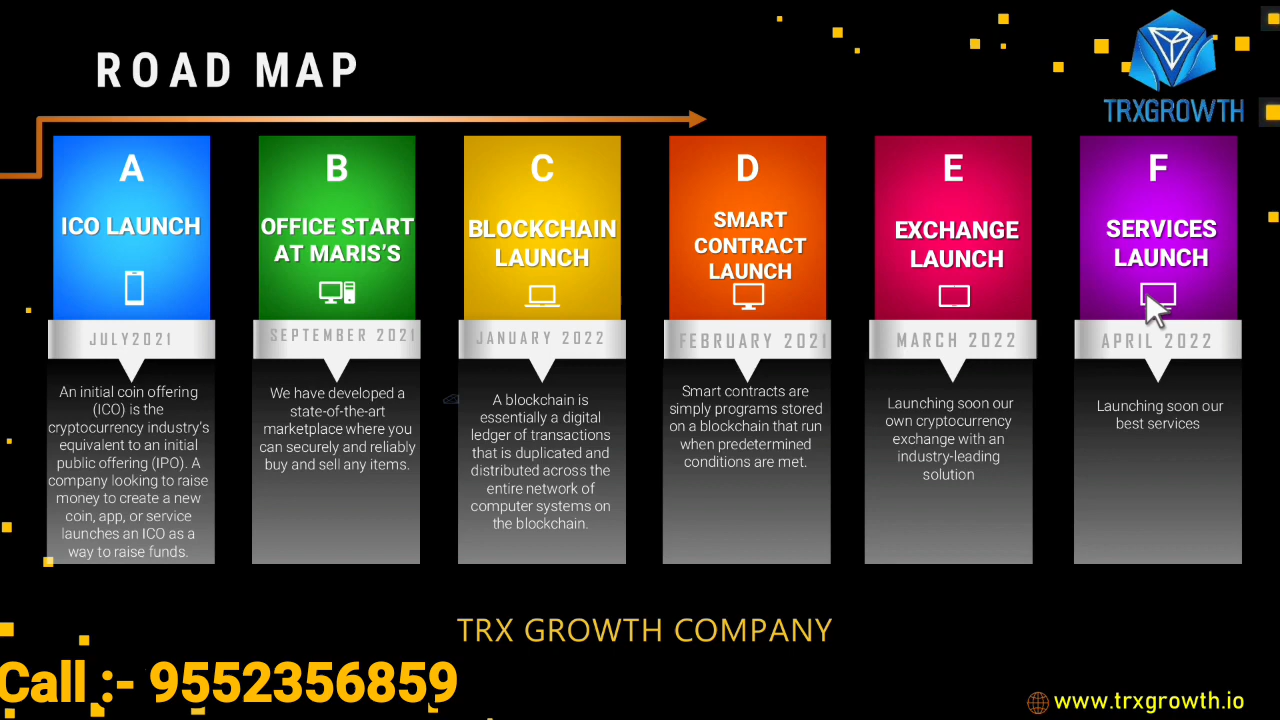 ROAD MAP
TRXGROWTH
A
ICO LAUNCH
JULY2021
An initial coin offering
(ICO) is the
cryptocurrency industry's
equivalent to an initial
public offering (IPO). A
company looking to raise
money to create a new
coin, app, or service
launches an ICO as a
way to raise funds.
B
OFFICE START
AT MARIS'S
SEPTEMBER 2021
We have developed a
state-of-the-art
marketplace where you
can securely and reliably
buy and sell any items.
C
BLOCKCHAIN
LAUNCH
JANUARY 2022
A blockchain is
essentially a digital
ledger of transactions
that is duplicated and
distributed across the
entire network of
computer systems on
the blockchain.
D
SMART
CONTRACT
LAUNCH
FEBRUARY 2021
Smart contracts are
simply programs stored
on a blockchain that run
when predetermined
conditions are met.
E
EXCHANGE
LAUNCH
MARCH 2022
Launching soon our
own cryptocurrency
exchange with an
industry-leading
solution
F
SERVICES
LAUNCH
APRIL 2022
Launching soon our
best services
TRX GROWTH COMPANY
Call :- 9552356859
www.trxgrowth.io